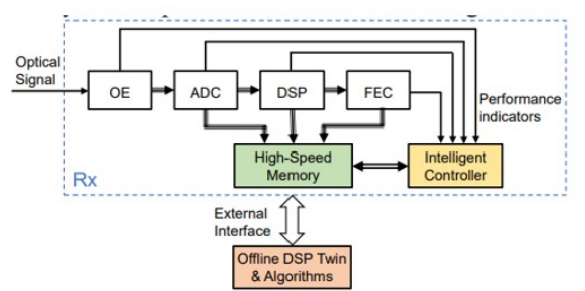 Optical
Signal
OE
ADC
DSP
FEC
Performance
indicators
High-Speed
Memory
Intelligent
Controller
Rx
External
Interface
Offline DSP Twin
& Algorithms